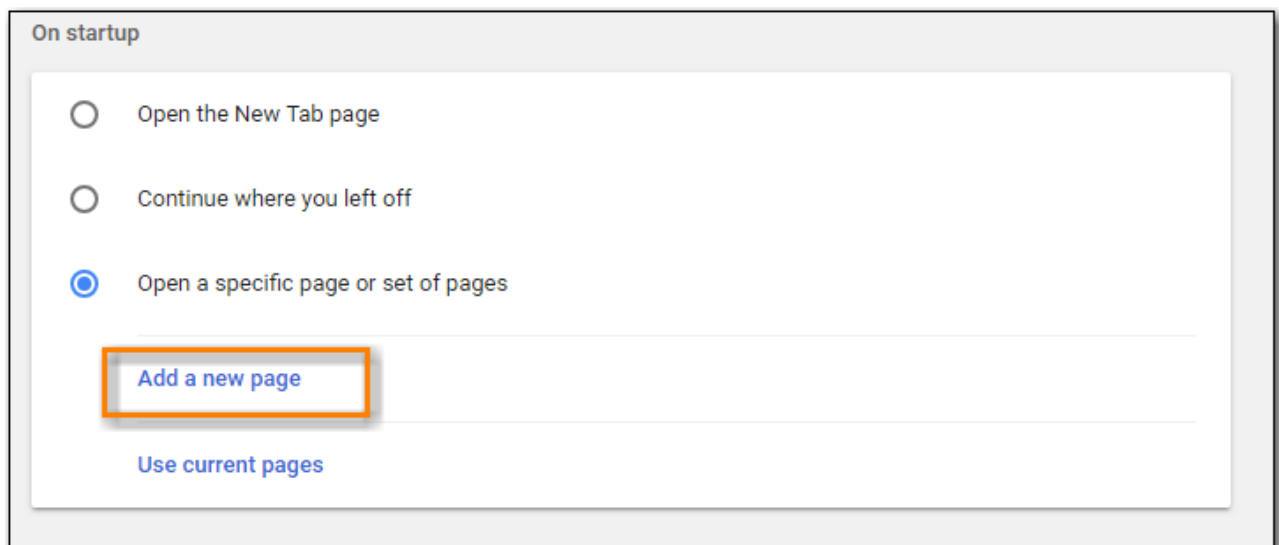 On startup
Open the New Tab page
Continue where you left off
Open a specific page or set of pages
Add a new page
Use current pages